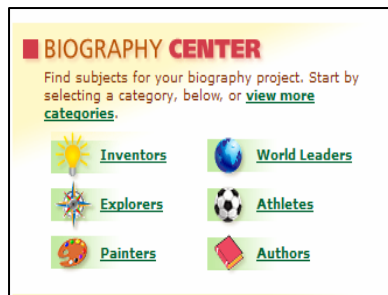 BIOGRAPHY CENTER
Find subjects for your biography project. Start by
selecting a category, below, or view more
categories.
Inventors World Leaders
Explorers Athletes
Painters Authors